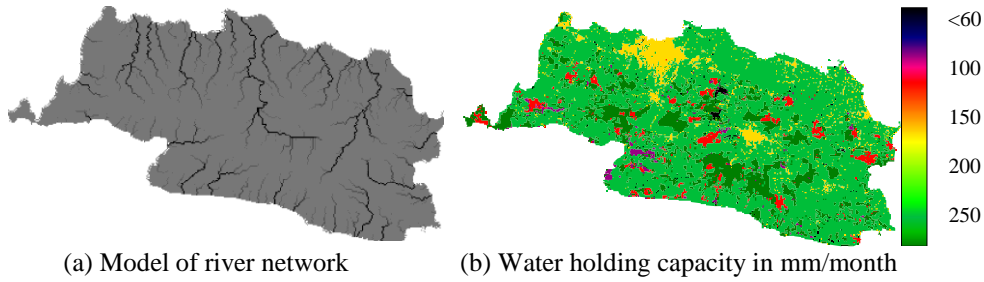 <60
100
150
200
250
(a) Model of river network
(b) Water holding capacity in mm/month